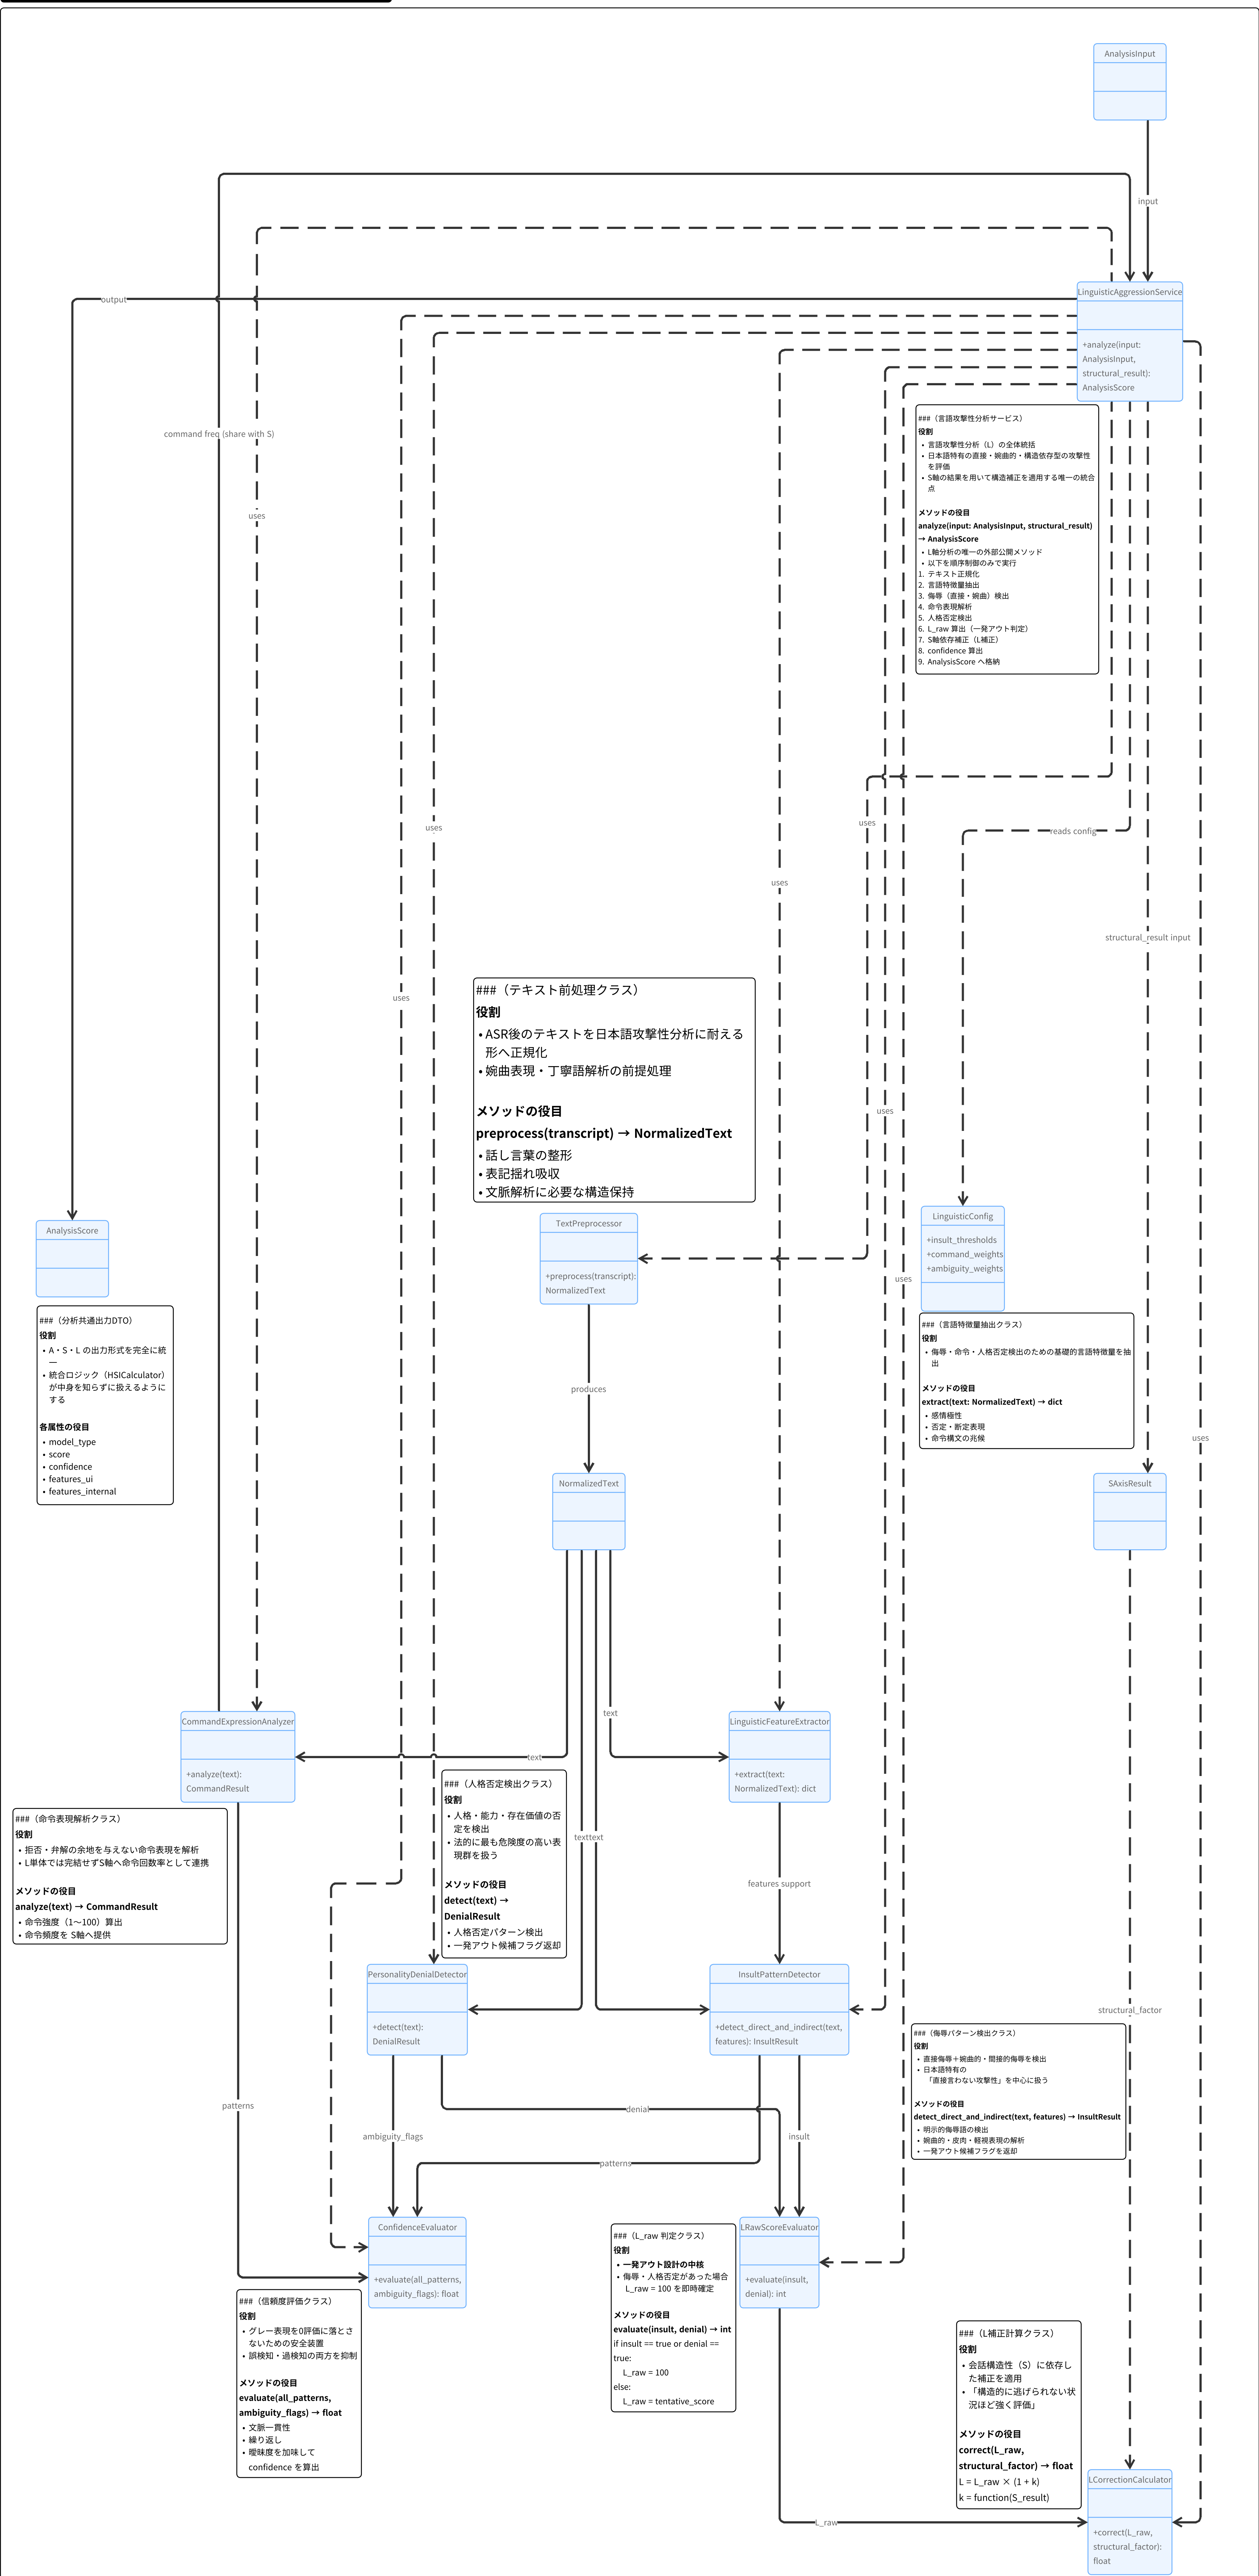 AnalysisInput
input
LinguisticAggressionService
+analyze(input:
AnalysisInput,
structural_result):
AnalysisScore
output
command freq (share with S)
uses
###（言語攻撃性分析サービス）
役割
• 言語攻撃性分析（L）の全体統括
• 日本語特有の直接・婉曲的・構造依存型の攻撃性
を評価
• S軸の結果を用いて構造補正を適用する唯一の統合
点
メソッドの役目
analyze(input: AnalysisInput, structural_result)
→ AnalysisScore
• L軸分析の唯一の外部公開メソッド
• 以下を順序制御のみで実行
1. テキスト正規化
2. 言語特徴量抽出
3. 侮辱（直接・婉曲）検出
4. 命令表現解析
5. 人格否定検出
6. L_raw 算出（一発アウト判定）
7. S軸依存補正（L補正）
8. confidence 算出
9. AnalysisScore へ格納
uses
uses
reads config
uses
structural_result input
uses
###（テキスト前処理クラス）
役割
• ASR後のテキストを日本語攻撃性分析に耐える
形へ正規化
• 婉曲表現・丁寧語解析の前提処理
メソッドの役目
preprocess(transcript) → NormalizedText
• 話し言葉の整形
• 表記揺れ吸収
• 文脈解析に必要な構造保持
uses
AnalysisScore
TextPreprocessor
+preprocess(transcript):
NormalizedText
LinguisticConfig
+insult_thresholds
+command_weights
+ambiguity_weights
uses
###（分析共通出力DTO）
役割
• A・S・L の出力形式を完全に統
一
• 統合ロジック（HSICalculator）
が中身を知らずに扱えるように
する
各属性の役目
• model_type
• score
• confidence
• features_ui
• features_internal
###（言語特徴量抽出クラス）
役割
• 侮辱・命令・人格否定検出のための基礎的言語特徴量を抽
出
メソッドの役目
extract(text: NormalizedText) → dict
• 感情極性
• 否定・断定表現
• 命令構文の兆候
produces
uses
NormalizedText
SAxisResult
CommandExpressionAnalyzer
+analyze(text):
CommandResult
text
text
LinguisticFeatureExtractor
+extract(text:
NormalizedText): dict
###（命令表現解析クラス）
役割
• 拒否・弁解の余地を与えない命令表現を解析
• L単体では完結せずS軸へ命令回数率として連携
メソッドの役目
analyze(text) → CommandResult
• 命令強度（1～100）算出
• 命令頻度を S軸へ提供
###（人格否定検出クラス）
役割
• 人格・能力・存在価値の否
定を検出
• 法的に最も危険度の高い表
現群を扱う
メソッドの役目
detect(text) →
DenialResult
• 人格否定パターン検出
• 一発アウト候補フラグ返却
texttext
features support
PersonalityDenialDetector
+detect(text):
DenialResult
InsultPatternDetector
+detect_direct_and_indirect(text,
features): InsultResult
structural_factor
###（侮辱パターン検出クラス）
役割
• 直接侮辱＋婉曲的・間接的侮辱を検出
• 日本語特有の
「直接言わない攻撃性」を中心に扱う
メソッドの役目
detect_direct_and_indirect(text, features) → InsultResult
• 明示的侮辱語の検出
• 婉曲的・皮肉・軽視表現の解析
• 一発アウト候補フラグを返却
patterns
denial
ambiguity_flags
insult
patterns
ConfidenceEvaluator
+evaluate(all_patterns,
ambiguity_flags): float
###（L_raw 判定クラス）
役割
• 一発アウト設計の中核
• 侮辱・人格否定があった場合
L_raw = 100 を即時確定
メソッドの役目
evaluate(insult, denial) → int
if insult == true or denial ==
true:
L_raw = 100
else:
L_raw = tentative_score
LRawScoreEvaluator
+evaluate(insult,
denial): int
###（信頼度評価クラス）
役割
• グレー表現を0評価に落とさ
ないための安全装置
• 誤検知・過検知の両方を抑制
メソッドの役目
evaluate(all_patterns,
ambiguity_flags) → float
• 文脈一貫性
• 繰り返し
• 曖昧度を加味して
confidence を算出
###（L補正計算クラス）
役割
• 会話構造性（S）に依存し
た補正を適用
• 「構造的に逃げられない状
況ほど強く評価」
メソッドの役目
correct(L_raw,
structural_factor) → float
L = L_raw × (1 + k)
k = function(S_result)
L_raw
LCorrectionCalculator
+correct(L_raw,
structural_factor):
float